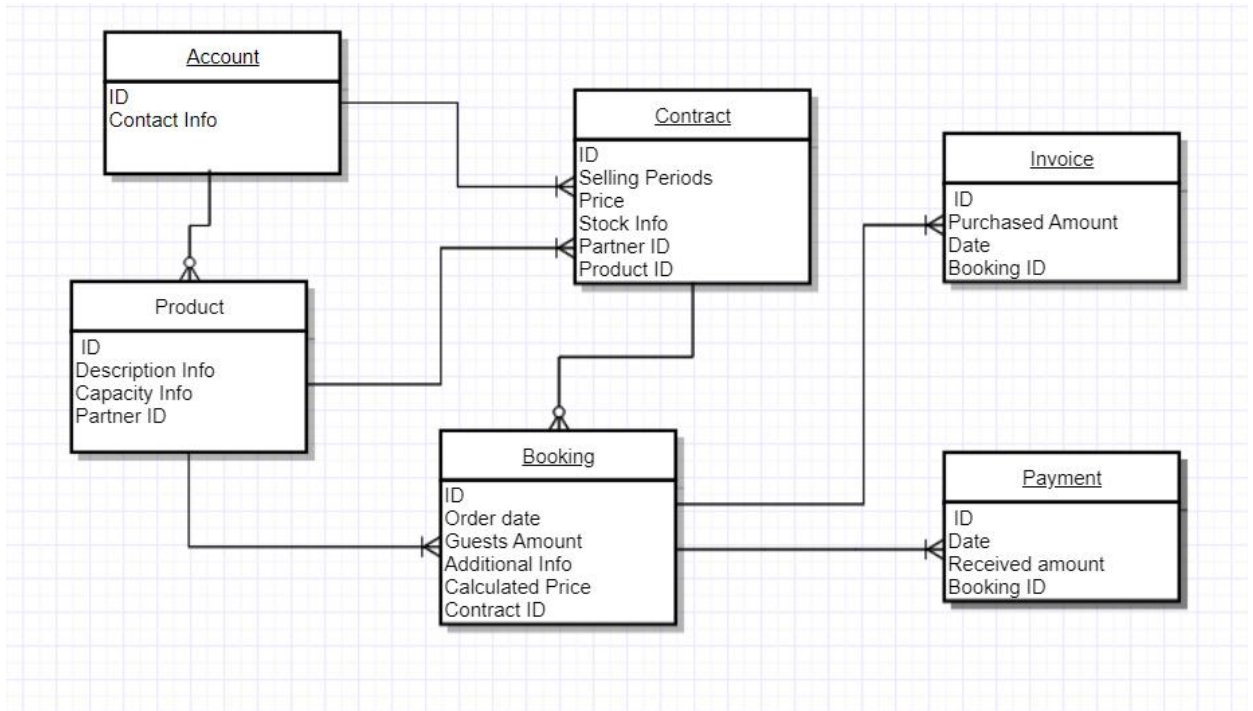 Account
ID
Contact Info
Contract
ID
Selling Periods
Price
Stock Info
Partner ID
Product ID
Invoice
ID
Purchased Amount
Date
Booking ID
Product
ID
Description Info
Capacity Info
Partner ID
Booking
ID
Order date
Guests Amount
Additional Info
Calculated Price
Contract ID
Payment
ID
Date
Received amount
Booking ID